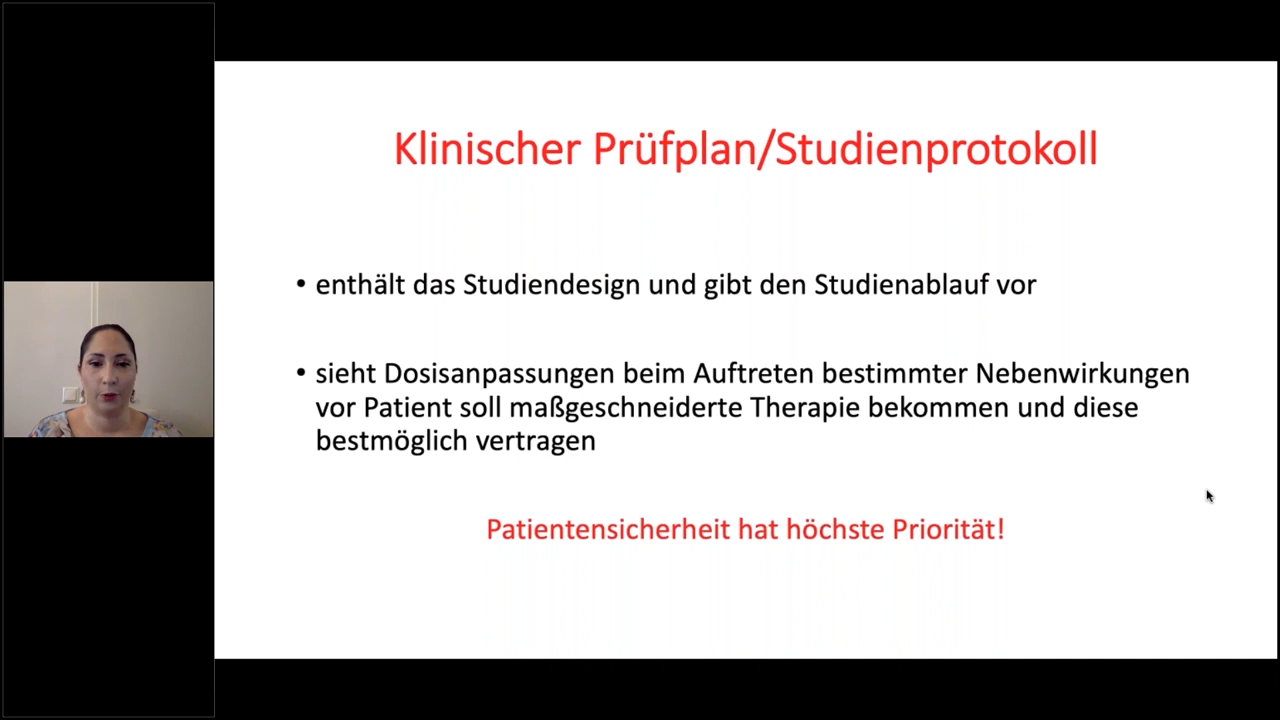 Klinischer Prüfplan/Studienprotokoll
• enthält das Studiendesign und gibt den Studienablauf vor
• sieht Dosisanpassungen beim Auftreten bestimmter Nebenwirkungen
vor Patient soll maßgeschneiderte Therapie bekommen und diese
bestmöglich vertragen
Patientensicherheit hat höchste Priorität!